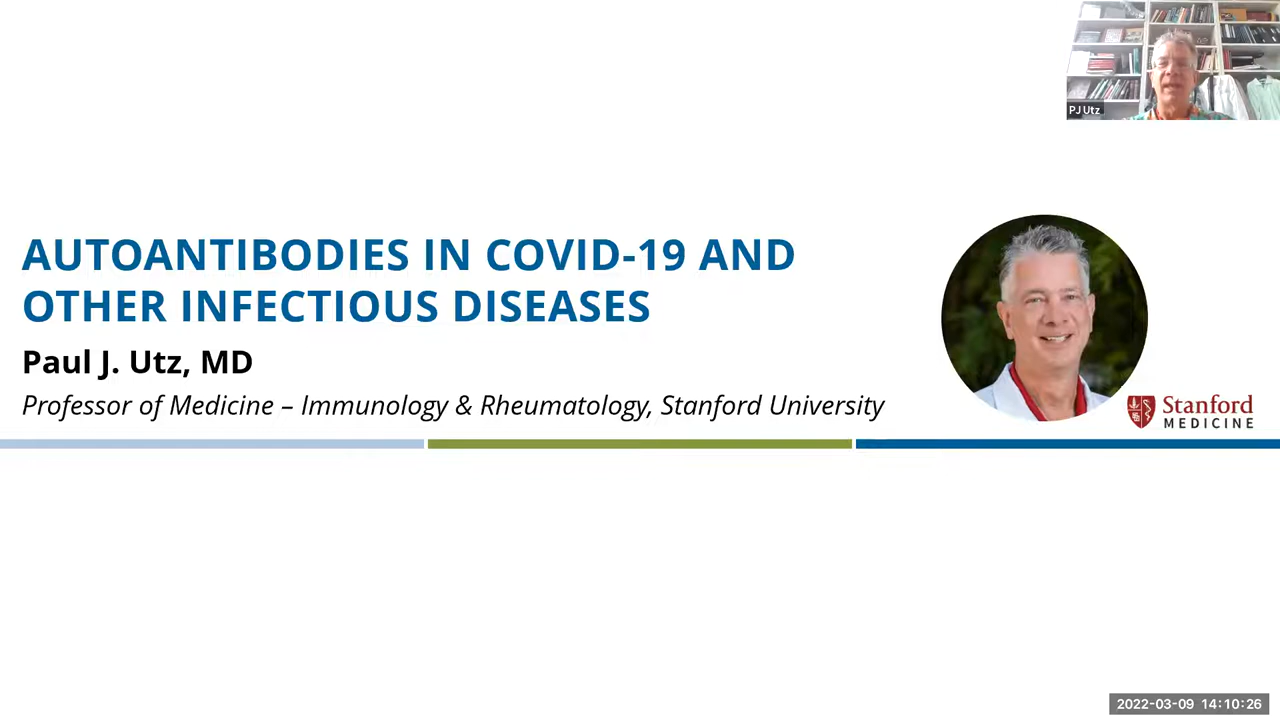 PJ Utz
AUTOANTIBODIES IN COVID-19 AND
OTHER INFECTIOUS DISEASES
Paul J. Utz, MD
Professor of Medicine – Immunology & Rheumatology, Stanford University
Stanford
MEDICINE
2022-03-09 14:10:26